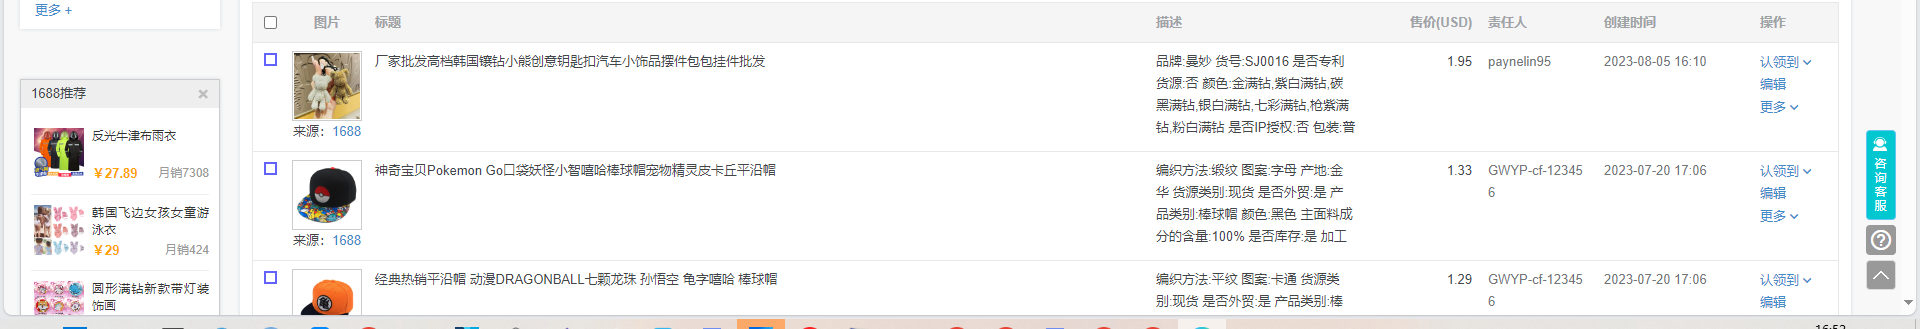 更多 +
1688推荐
反光牛津布雨衣
¥27.89 月销7308
韩国飞边女孩女童游
泳衣
¥29 月销424
圆形满钻新款带灯装
饰画
图片 标题 描述 售价(USD) 责任人 创建时间 操作
厂家批发高档韩国镶钻小熊创意钥匙扣汽车小饰品摆件包包挂件批发
来源：1688
品牌:曼妙 货号:SJ0016 是否专利
货源:否 颜色:金满钻,紫白满钻,碳
黑满钻,银白满钻,七彩满钻,枪紫满
钻,粉白满钻 是否IP授权:否 包装:普
1.95 paynelin95 2023-08-05 16:10
认领到
编辑
更多
神奇宝贝Pokemon Go口袋妖怪小智嘻哈棒球帽宠物精灵皮卡丘平沿帽
来源：1688
编织方法:缎纹 图案:字母 产地:金
华 货源类别:现货 是否外贸:是 产
品类别:棒球帽 颜色:黑色 主面料成
分的含量:100% 是否库存:是 加工
1.33 GWYP-cf-12345
6
2023-07-20 17:06
认领到
编辑
更多
经典热销平沿帽 动漫DRAGONBALL七颗龙珠 孙悟空 龟字嘻哈 棒球帽
编织方法:平纹 图案:卡通 货源类
别:现货 是否外贸:是 产品类别:棒
1.29 GWYP-cf-12345
6
2023-07-20 17:06
认领到
编辑
咨询客服